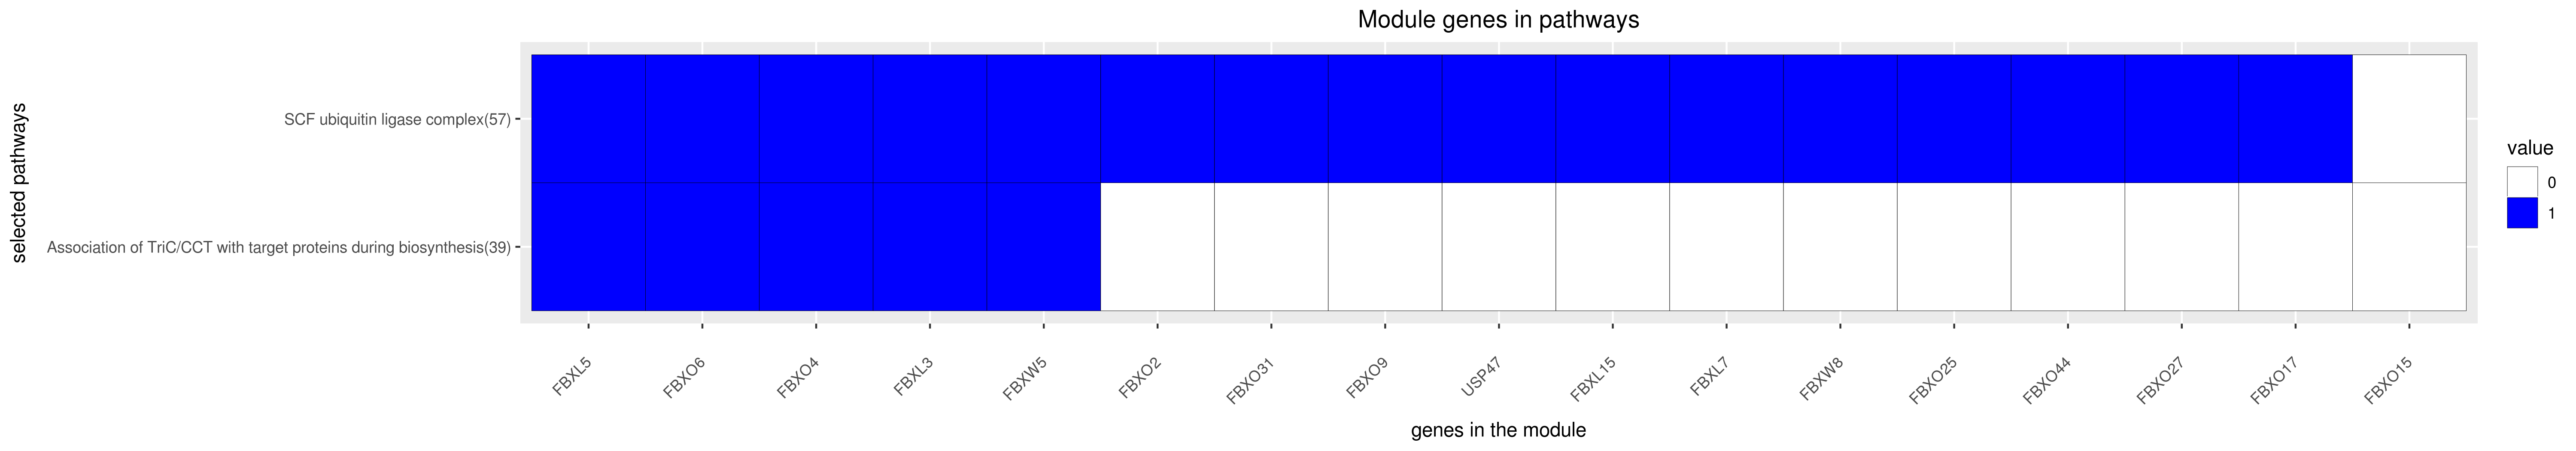 Module genes in pathways
selected pathways
SCF ubiquitin ligase complex(57)
Association of TriC/CCT with target proteins during biosynthesis(39)
value
0
1
FBXL5
FBXO6
FBXO4
FBXL3
FBXW5
FBXO2
FBXO31
FBXO9
USP47
FBXL15
FBXL7
FBXW8
FBXO25
FBXO44
FBXO27
FBXO17
FBXO15
genes in the module